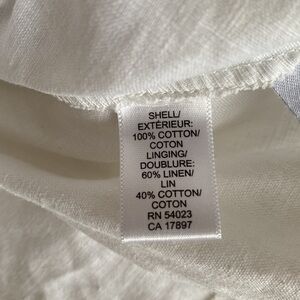 SHELL/
EXTÉRIEUR:
100% COTTON/
COTON
LINGING/
DOUBLURE:
60% LINEN/
LIN
40% COTTON/
COTON
RN 54023
CA 17897